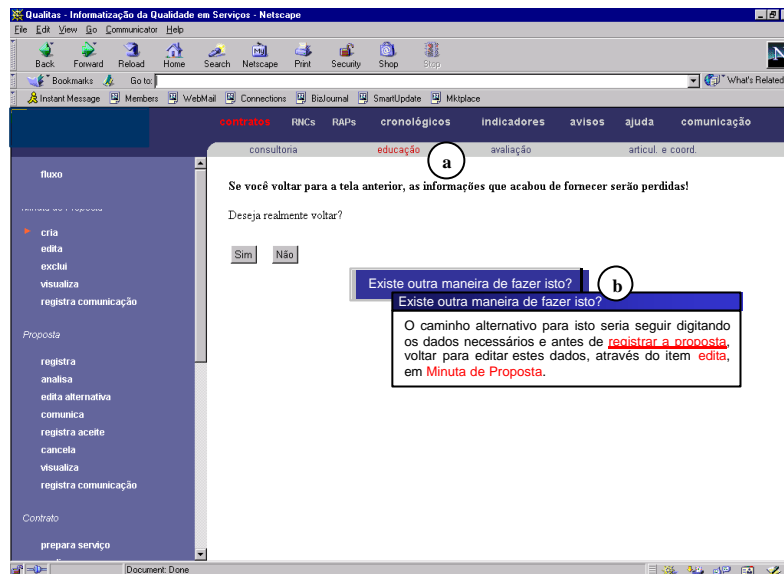 Qualitas - Informatização da Qualidade em Serviços - Netscape
File Edit View Go Communicator Help
Back Forward Reload Home Search Netscape Print Security Shop Stop
Bookmarks Go to: What's Related
Instant Message Members WebMail Connections BizJournal SmartUpdate Mktplace
contratos RNCs RAPs cronológicos indicadores avisos ajuda comunicação
consultoria educação avaliação articul. e coord.
a
fluxo
Minuta de Proposta
cria
edita
exclui
visualiza
registra comunicação
Proposta
registra
analisa
edita alternativa
comunica
registra aceite
cancela
visualiza
registra comunicação
Contrato
prepara serviço
Se você voltar para a tela anterior, as informações que acabou de fornecer serão perdidas!
Deseja realmente voltar?
Sim Não
Existe outra maneira de fazer isto?
b
Existe outra maneira de fazer isto?
O caminho alternativo para isto seria seguir digitando
os dados necessários e antes de registrar a proposta,
voltar para editar estes dados, através do item edita,
em Minuta de Proposta.
Document: Done